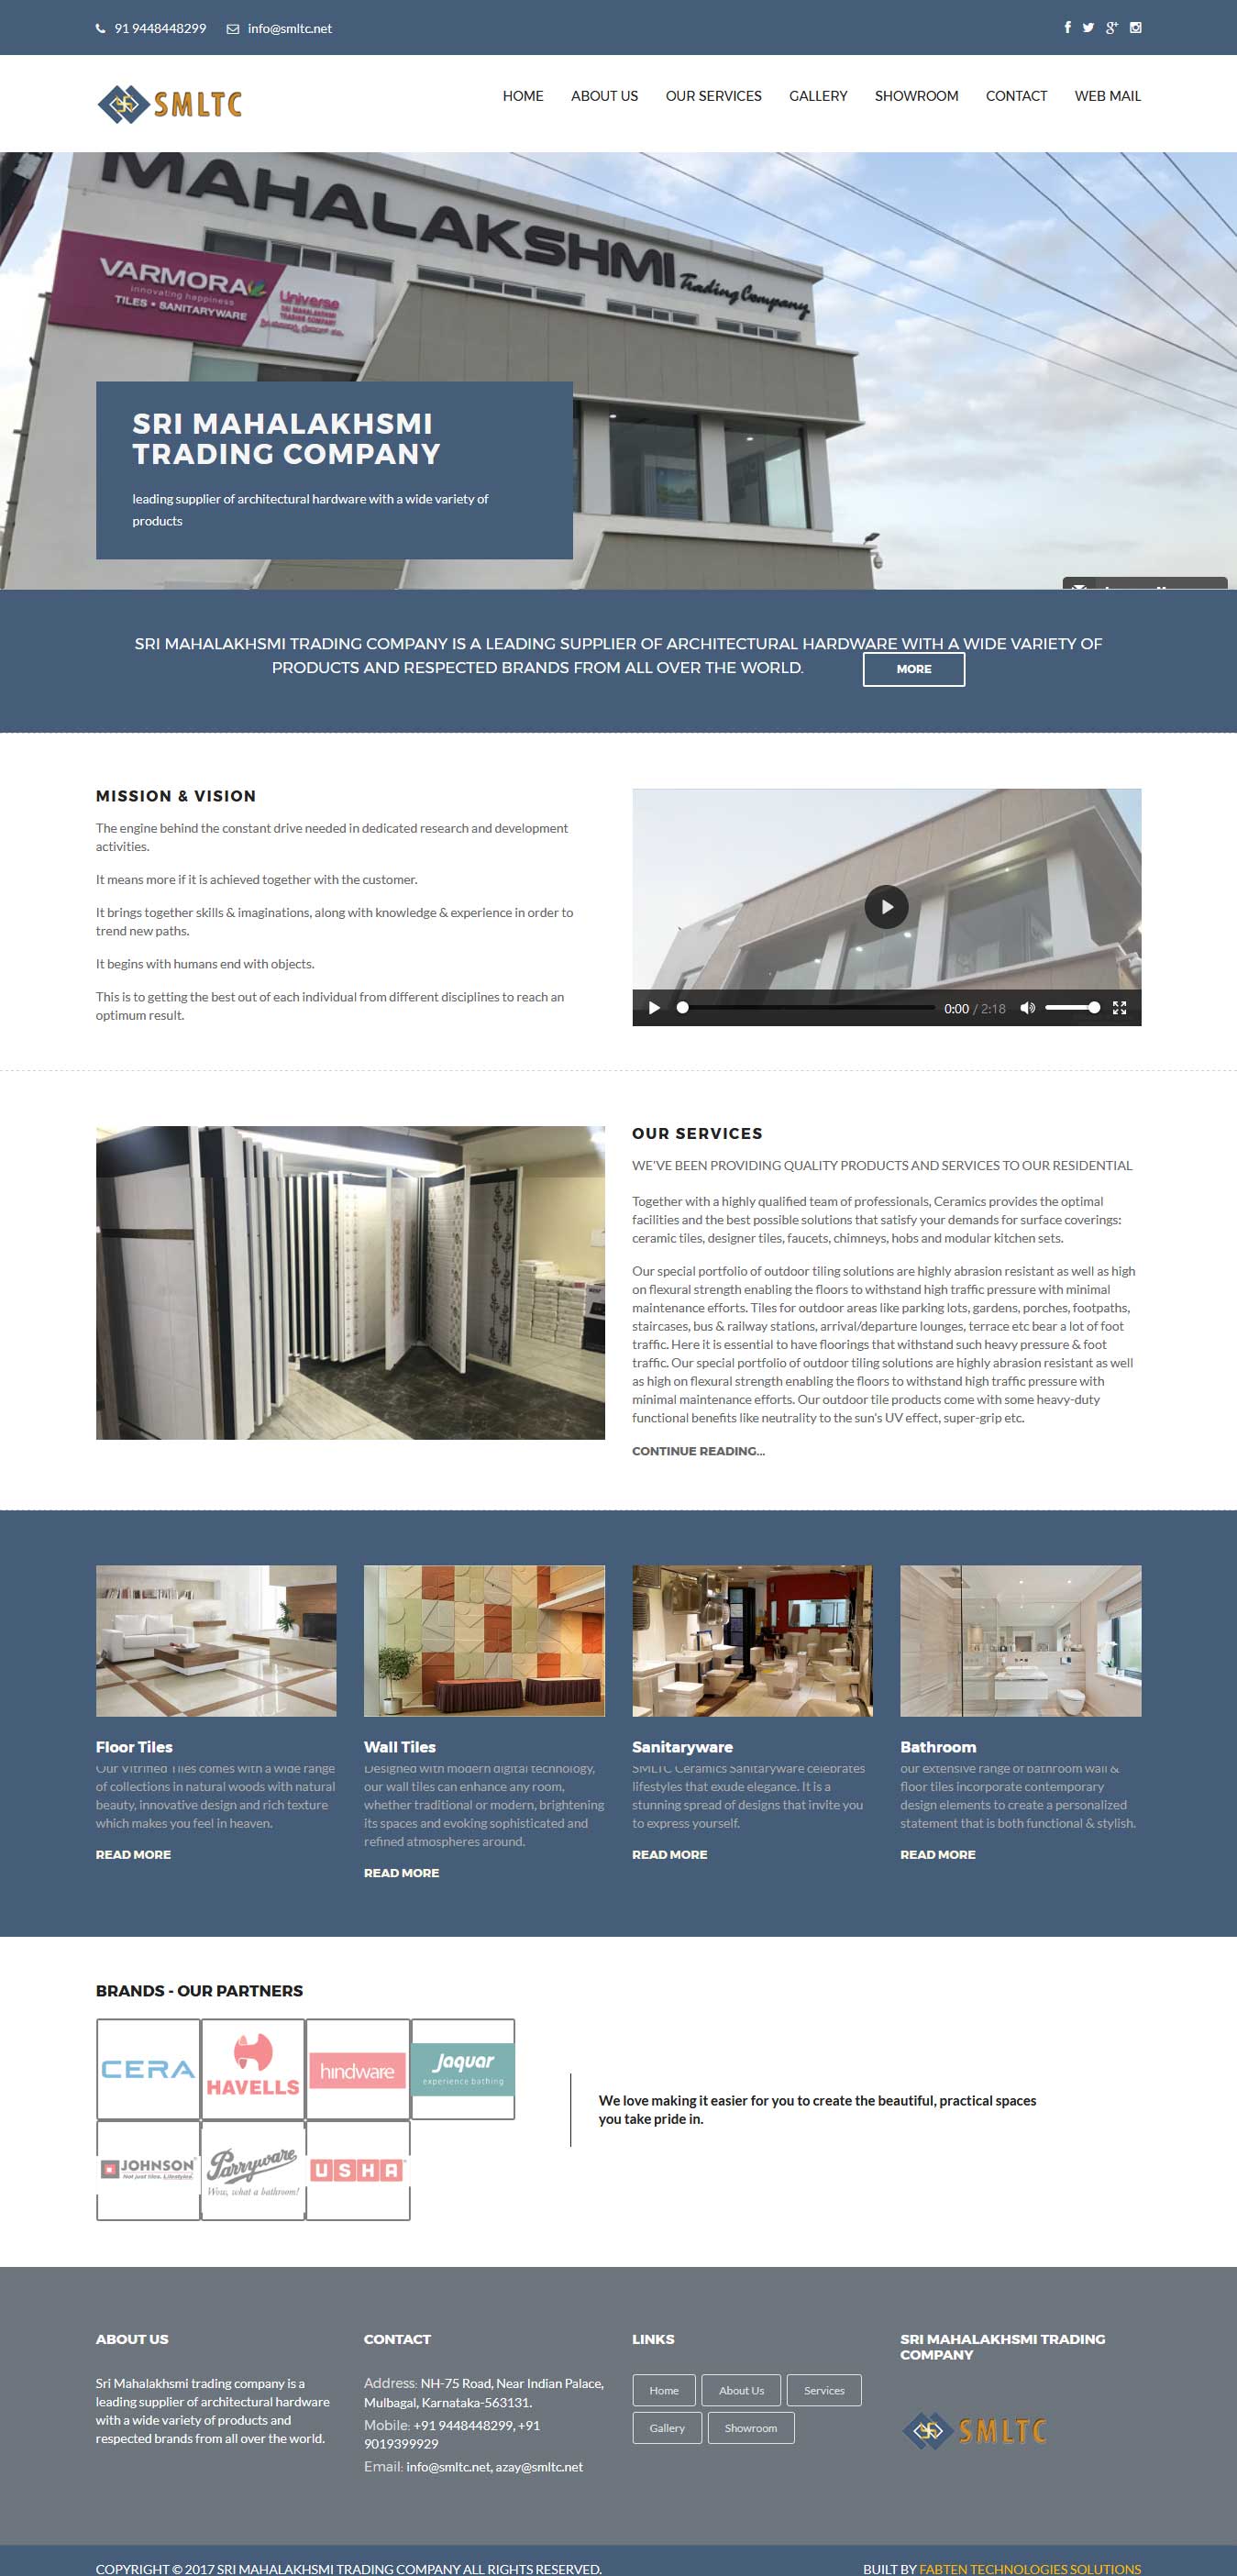 91 9448448299 info@smltc.net
SMLTC
HOME ABOUT US OUR SERVICES GALLERY SHOWROOM CONTACT WEB MAIL
MAHALAKSHMI
Trading Company
VARMORA
innovating happiness
TILES • SANITARYWARE
Universe
SRI MAHALAKSHMI
TRADING COMPANY
SRI MAHALAKHSMI
TRADING COMPANY
leading supplier of architectural hardware with a wide variety of
products
SRI MAHALAKHSMI TRADING COMPANY IS A LEADING SUPPLIER OF ARCHITECTURAL HARDWARE WITH A WIDE VARIETY OF
PRODUCTS AND RESPECTED BRANDS FROM ALL OVER THE WORLD.
MORE
MISSION & VISION
The engine behind the constant drive needed in dedicated research and development
activities.
It means more if it is achieved together with the customer.
It brings together skills & imaginations, along with knowledge & experience in order to
trend new paths.
It begins with humans end with objects.
This is to getting the best out of each individual from different disciplines to reach an
optimum result.
0:00 / 2:18
OUR SERVICES
WE'VE BEEN PROVIDING QUALITY PRODUCTS AND SERVICES TO OUR RESIDENTIAL
Together with a highly qualified team of professionals, Ceramics provides the optimal
facilities and the best possible solutions that satisfy your demands for surface coverings:
ceramic tiles, designer tiles, faucets, chimneys, hobs and modular kitchen sets.
Our special portfolio of outdoor tiling solutions are highly abrasion resistant as well as high
on flexural strength enabling the floors to withstand high traffic pressure with minimal
maintenance efforts. Tiles for outdoor areas like parking lots, gardens, porches, footpaths,
staircases, bus & railway stations, arrival/departure lounges, terrace etc bear a lot of foot
traffic. Here it is essential to have floorings that withstand such heavy pressure & foot
traffic. Our special portfolio of outdoor tiling solutions are highly abrasion resistant as well
as high on flexural strength enabling the floors to withstand high traffic pressure with
minimal maintenance efforts. Our outdoor tile products come with some heavy-duty
functional benefits like neutrality to the sun's UV effect, super-grip etc.
CONTINUE READING...
Floor Tiles
Our Vitrified Tiles comes with a wide range
of collections in natural woods with natural
beauty, innovative design and rich texture
which makes you feel in heaven.
READ MORE
Wall Tiles
Designed with modern digital technology,
our wall tiles can enhance any room,
whether traditional or modern, brightening
its spaces and evoking sophisticated and
refined atmospheres around.
READ MORE
Sanitaryware
SMLTC Ceramics Sanitaryware celebrates
lifestyles that exude elegance. It is a
stunning spread of designs that invite you
to express yourself.
READ MORE
Bathroom
our extensive range of bathroom wall &
floor tiles incorporate contemporary
design elements to create a personalized
statement that is both functional & stylish.
READ MORE
BRANDS - OUR PARTNERS
CERA
HAVELLS
hindware
Jaquar
experience bathing
JOHNSON
Not just tiles, Lifestyles.
Parryware
Wow, what a bathroom!
USHA
We love making it easier for you to create the beautiful, practical spaces
you take pride in.
ABOUT US
Sri Mahalakhsmi trading company is a
leading supplier of architectural hardware
with a wide variety of products and
respected brands from all over the world.
CONTACT
Address: NH-75 Road, Near Indian Palace,
Mulbagal, Karnataka-563131.
Mobile: +91 9448448299, +91
9019399929
Email: info@smltc.net, azay@smltc.net
LINKS
Home About Us Services
Gallery Showroom
SRI MAHALAKHSMI TRADING
COMPANY
SMLTC
COPYRIGHT © 2017 SRI MAHALAKHSMI TRADING COMPANY ALL RIGHTS RESERVED.
BUILT BY FABTEN TECHNOLOGIES SOLUTIONS